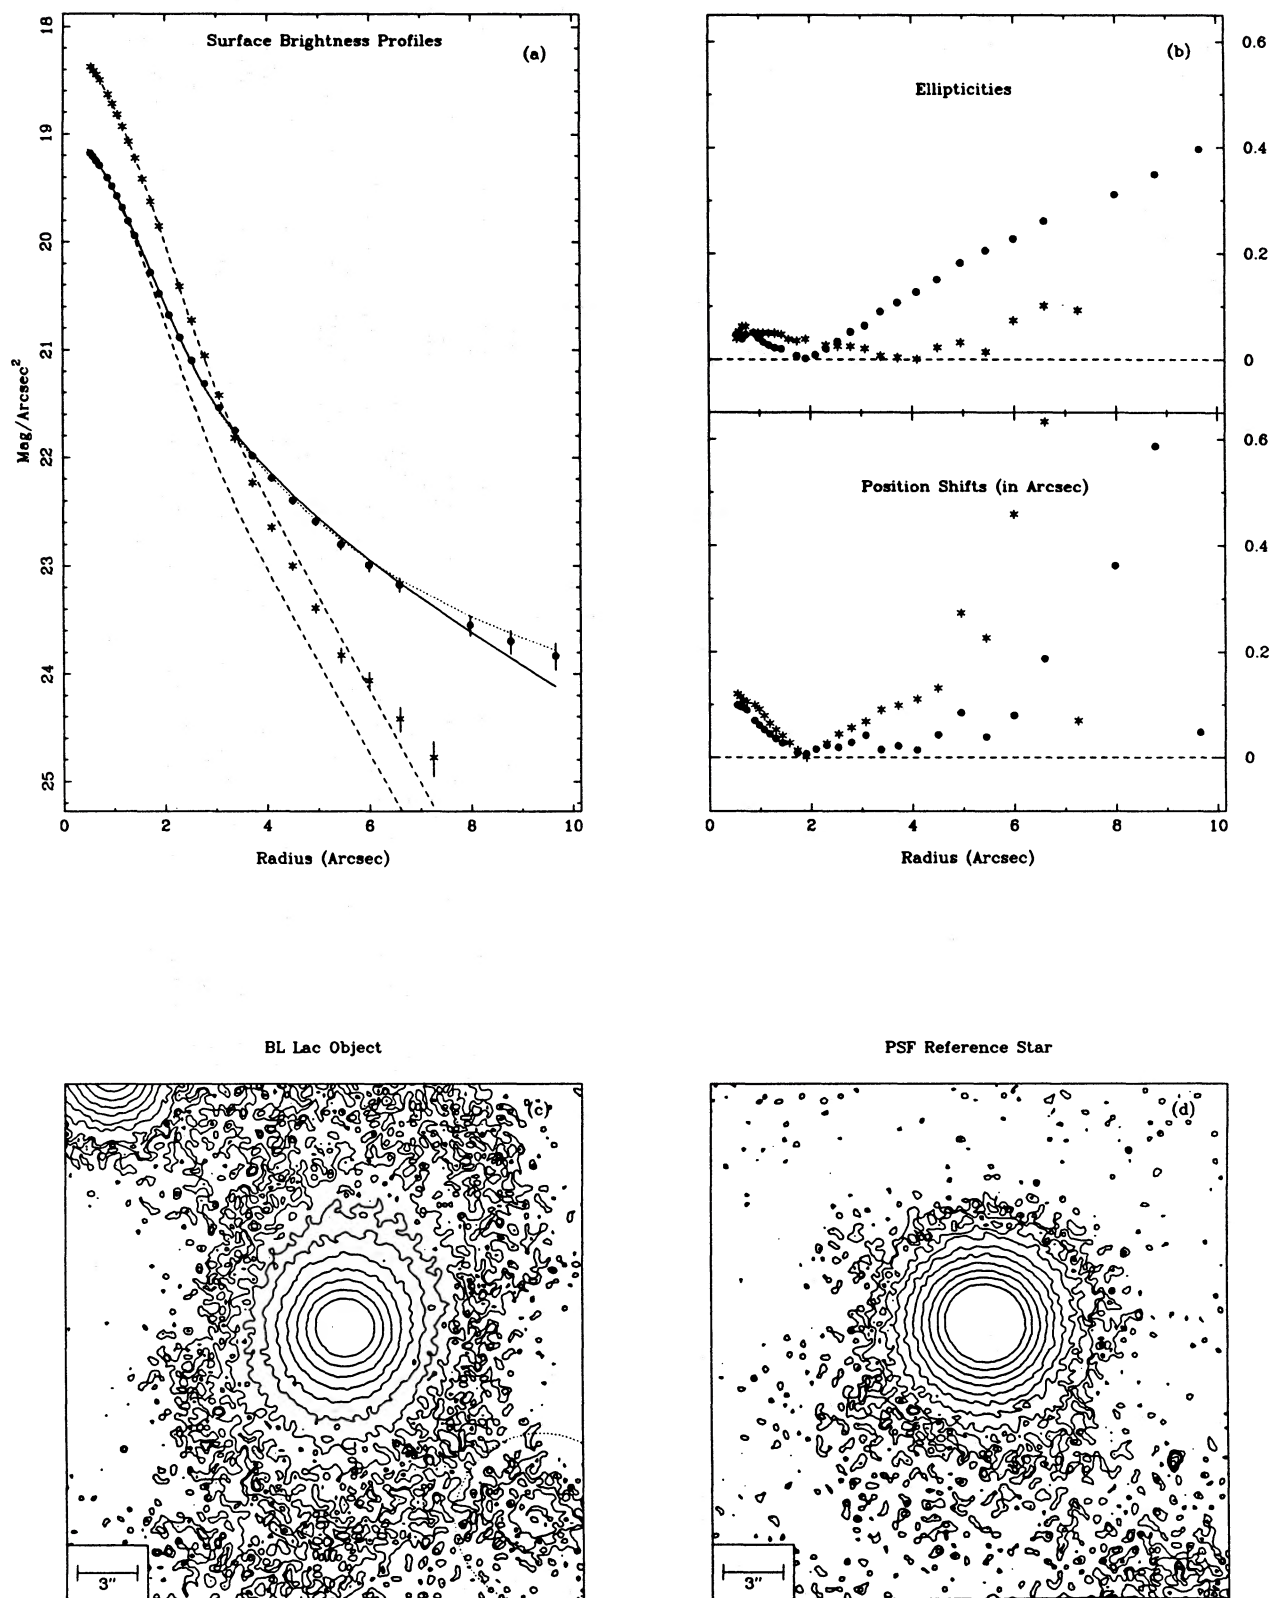 Surface Brightness Profiles
(a)
18
19
20
21
22
23
24
25
Mag/Arcsec²
0 2 4 6 8 10
Radius (Arcsec)
(b)
Ellipticities
0.6
0.4
0.2
0
Position Shifts (in Arcsec)
0.6
0.4
0.2
0
0 2 4 6 8 10
Radius (Arcsec)
BL Lac Object
(c)
3"
PSF Reference Star
(d)
3"